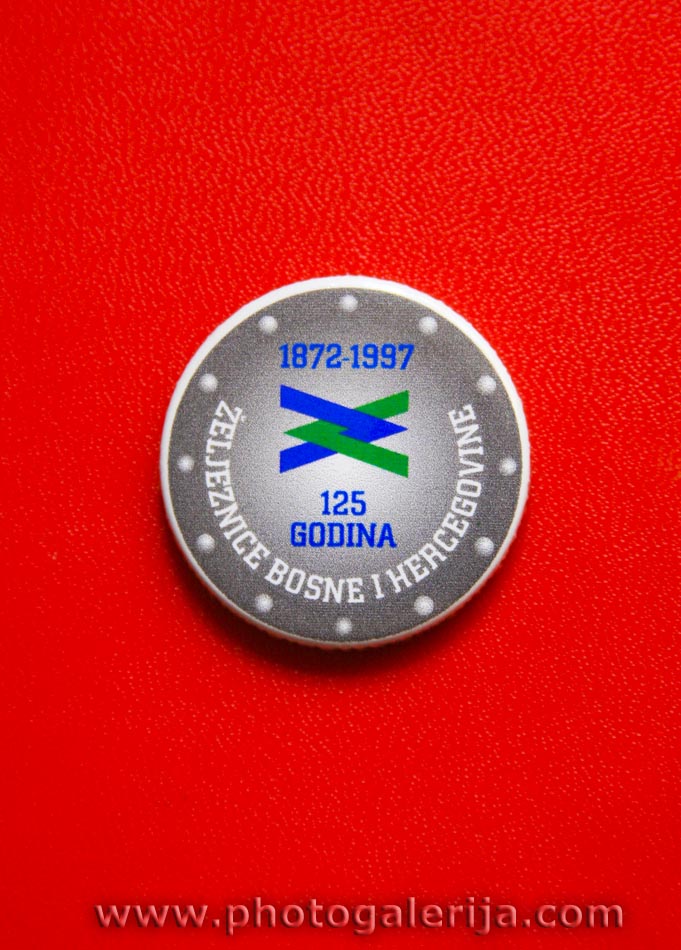 1872-1997
125
GODINA
ŽELJEZNICE BOSNE I HERCEGOVINE
www.photogalerija.com